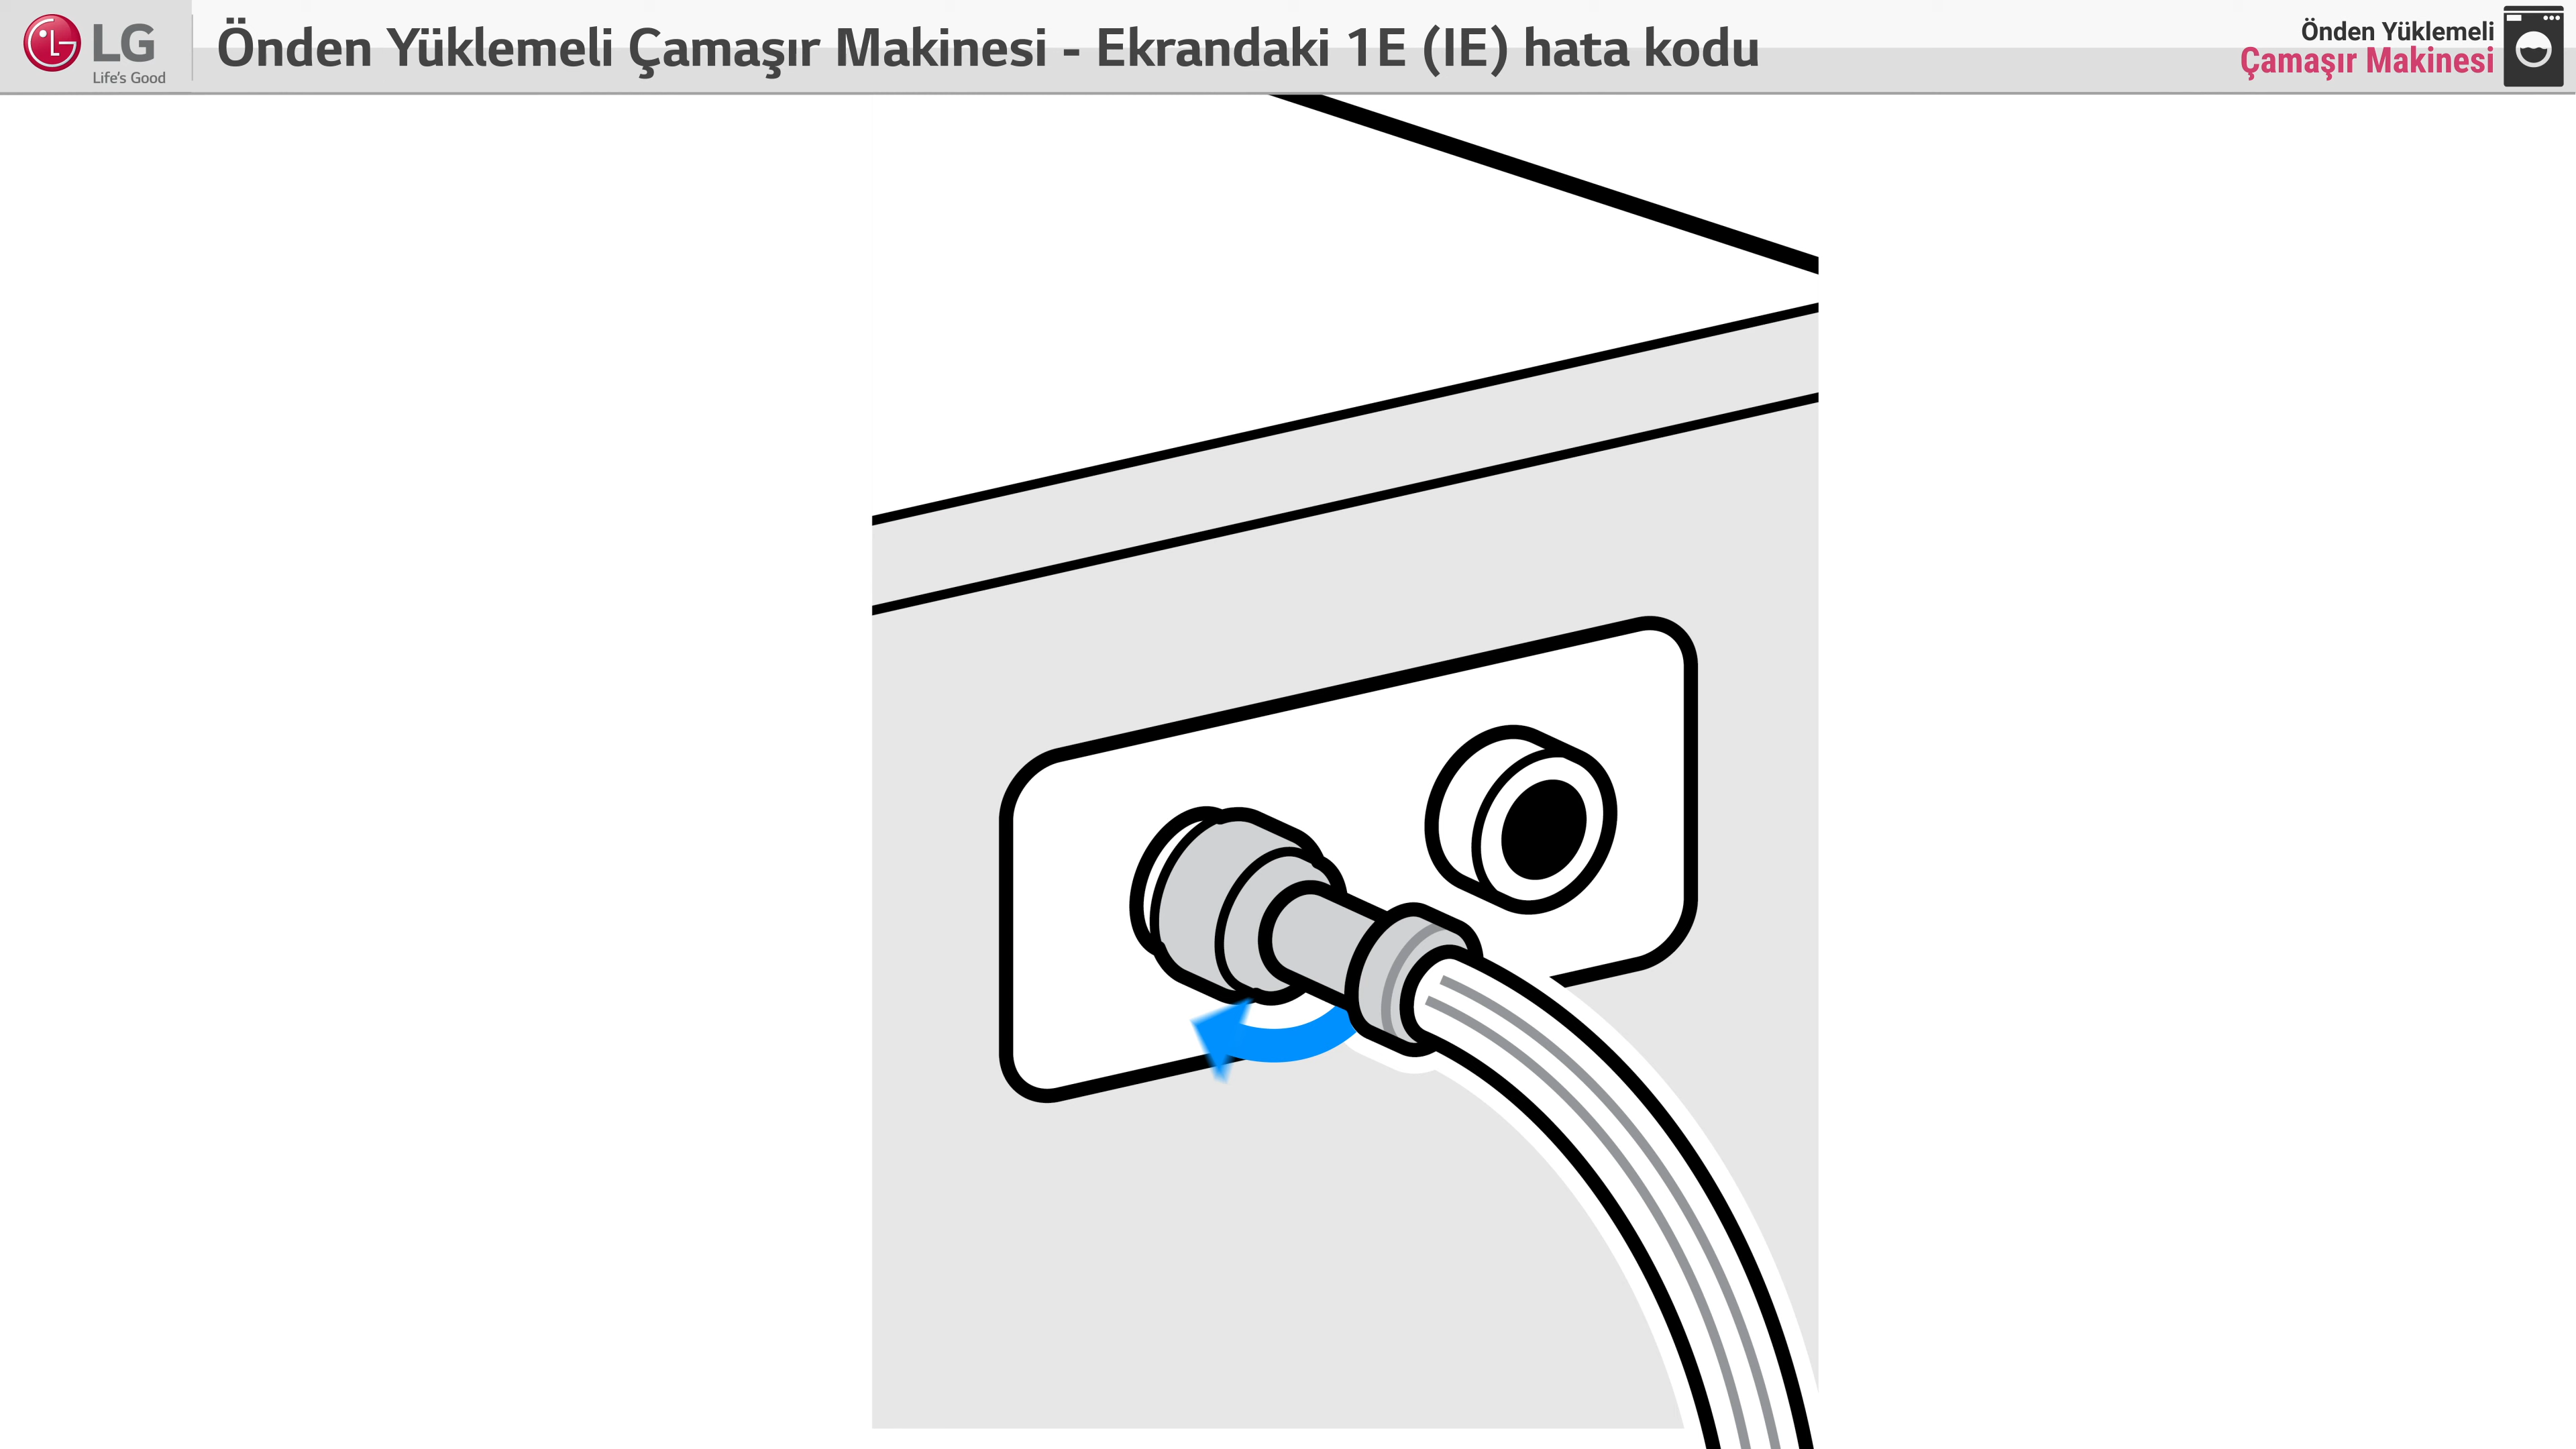 LG
Life's Good
Önden Yüklemeli Çamaşır Makinesi - Ekrandaki 1E (IE) hata kodu
Önden Yüklemeli
Çamaşır Makinesi